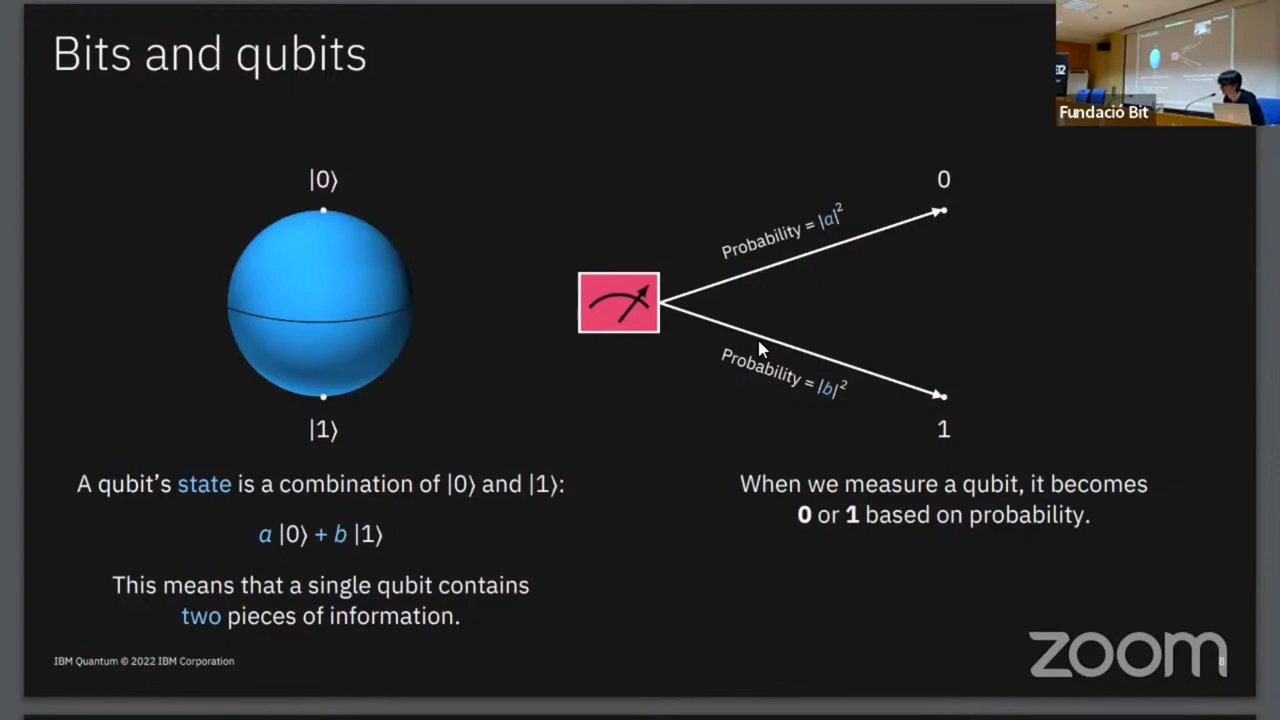 Bits and qubits
Fundació Bit
|0⟩
|1⟩
A qubit's state is a combination of |0⟩ and |1⟩:
a |0⟩ + b |1⟩
This means that a single qubit contains
two pieces of information.
0
Probability = |a|²
Probability = |b|²
1
When we measure a qubit, it becomes
0 or 1 based on probability.
IBM Quantum © 2022 IBM Corporation
zoom
8